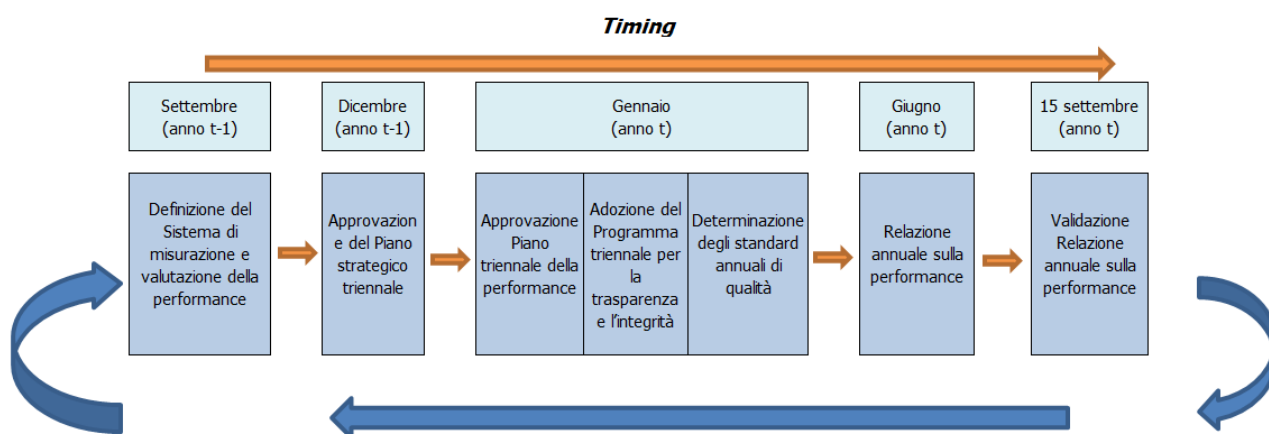 Timing
Settembre
(anno t-1)
Dicembre
(anno t-1)
Gennaio
(anno t)
Giugno
(anno t)
15 settembre
(anno t)
Definizione del
Sistema di
misurazione e
valutazione della
performance
Approvazion
e del Piano
strategico
triennale
Approvazione
Piano
triennale della
performance
Adozione del
Programma
triennale per
la
trasparenza
e l'integrità
Determinazione
degli standard
annuali di
qualità
Relazione
annuale sulla
performance
Validazione
Relazione
annuale sulla
performance